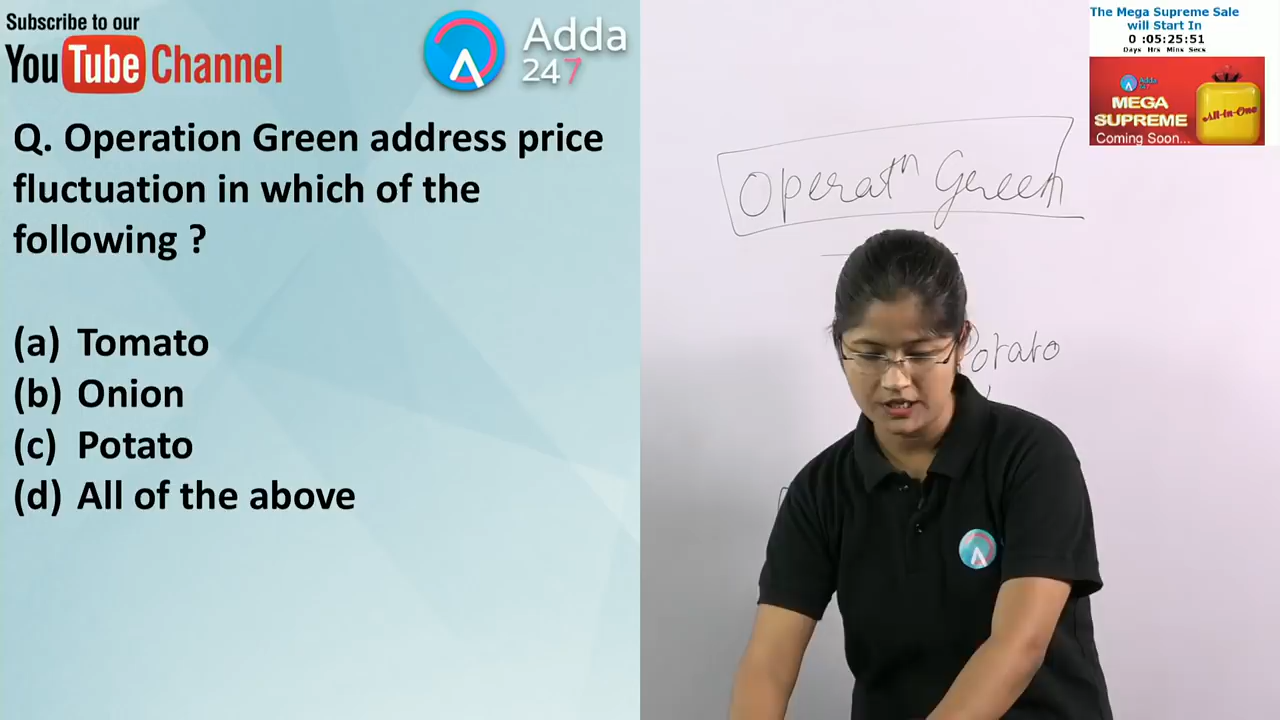 Subscribe to our
YouTube Channel
Adda
247
Q. Operation Green address price
fluctuation in which of the
following ?
(a) Tomato
(b) Onion
(c) Potato
(d) All of the above
The Mega Supreme Sale
will Start In
0 :05:25:51
Days Hrs Mins Secs
Adda
247
MEGA
SUPREME
Coming Soon...
All-in-One
Operatn Green
Potato